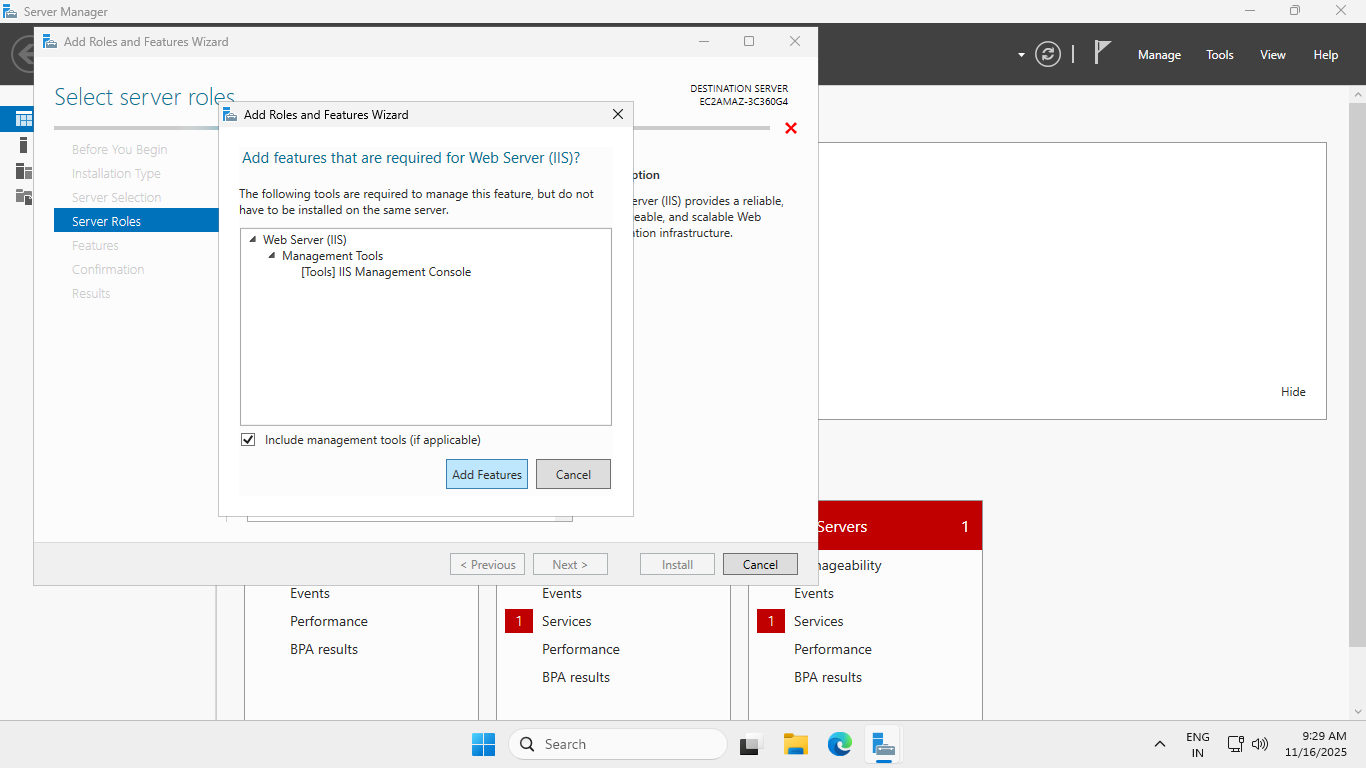 Server Manager
Manage
Tools
View
Help
Add Roles and Features Wizard
Select server roles
DESTINATION SERVER
EC2AMAZ-3C360G4
Before You Begin
Installation Type
Server Selection
Server Roles
Features
Confirmation
Results
Add Roles and Features Wizard
Add features that are required for Web Server (IIS)?
The following tools are required to manage this feature, but do not
have to be installed on the same server.
Web Server (IIS)
Management Tools
[Tools] IIS Management Console
Include management tools (if applicable)
Add Features
Cancel
ption
erver (IIS) provides a reliable,
eable, and scalable Web
tion infrastructure.
< Previous
Next >
Install
Cancel
Hide
Servers 1
nageability
Events
Performance
BPA results
Events
1 Services
Performance
BPA results
Events
1 Services
Performance
BPA results
Search
ENG
IN
9:29 AM
11/16/2025